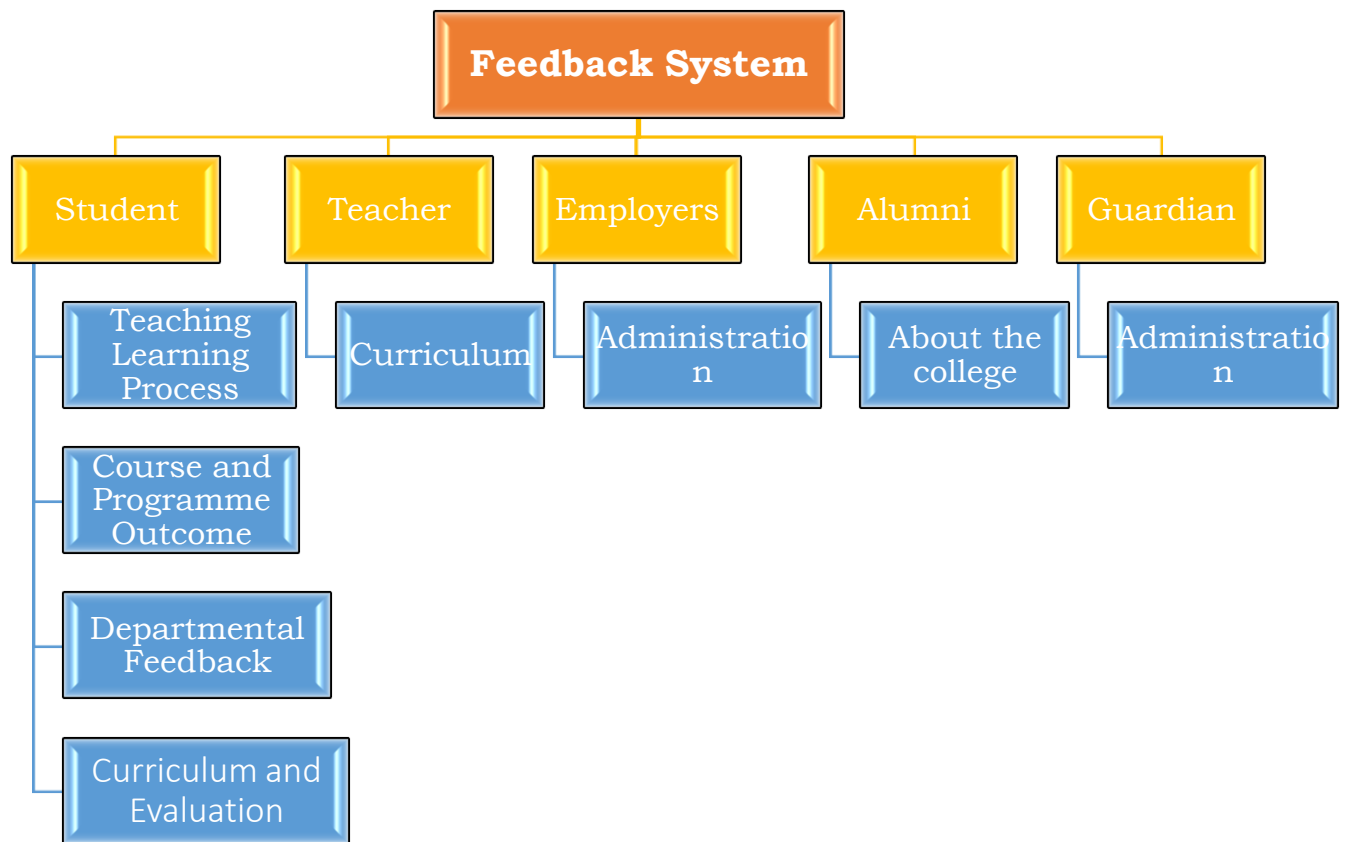 Feedback System
Student
Teacher
Employers
Alumni
Guardian
Teaching
Learning
Process
Curriculum
Administratio
n
About the
college
Administratio
n
Course and
Programme
Outcome
Departmental
Feedback
Curriculum and
Evaluation